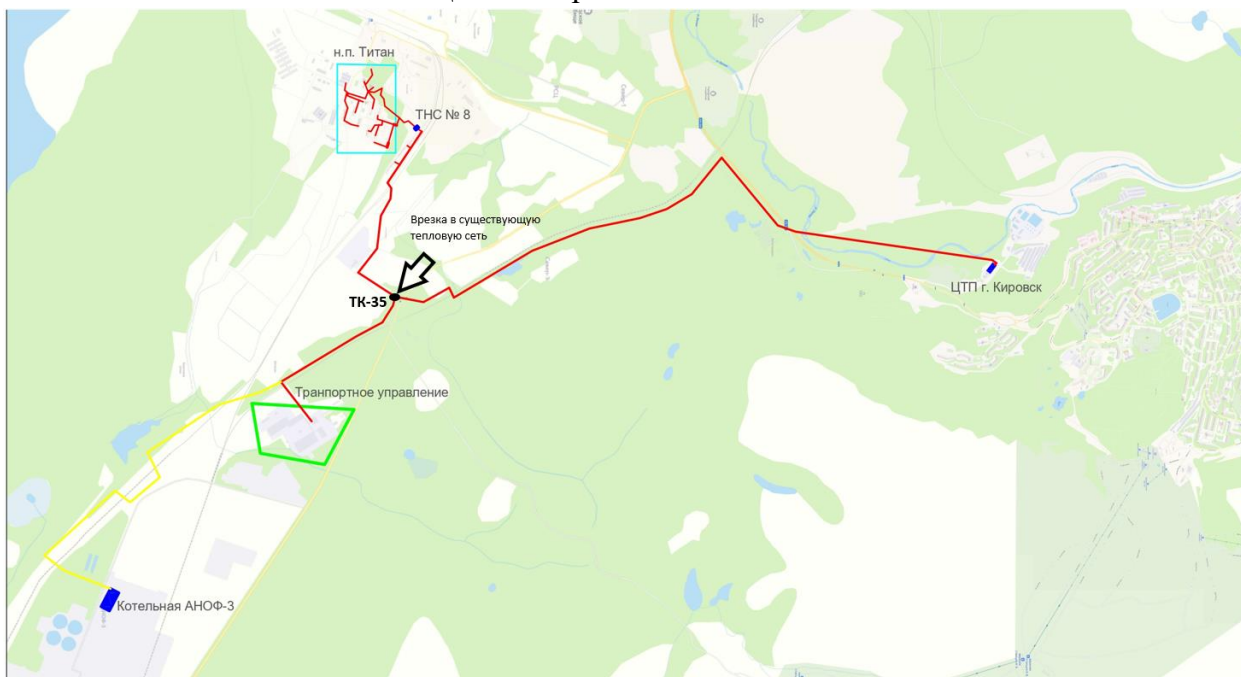 н.п. Титан
ТНС № 8
Врезка в существующую
тепловую сеть
ТК-35
ЦТП г. Кировск
Транпортное управление
Котельная АНОФ-3